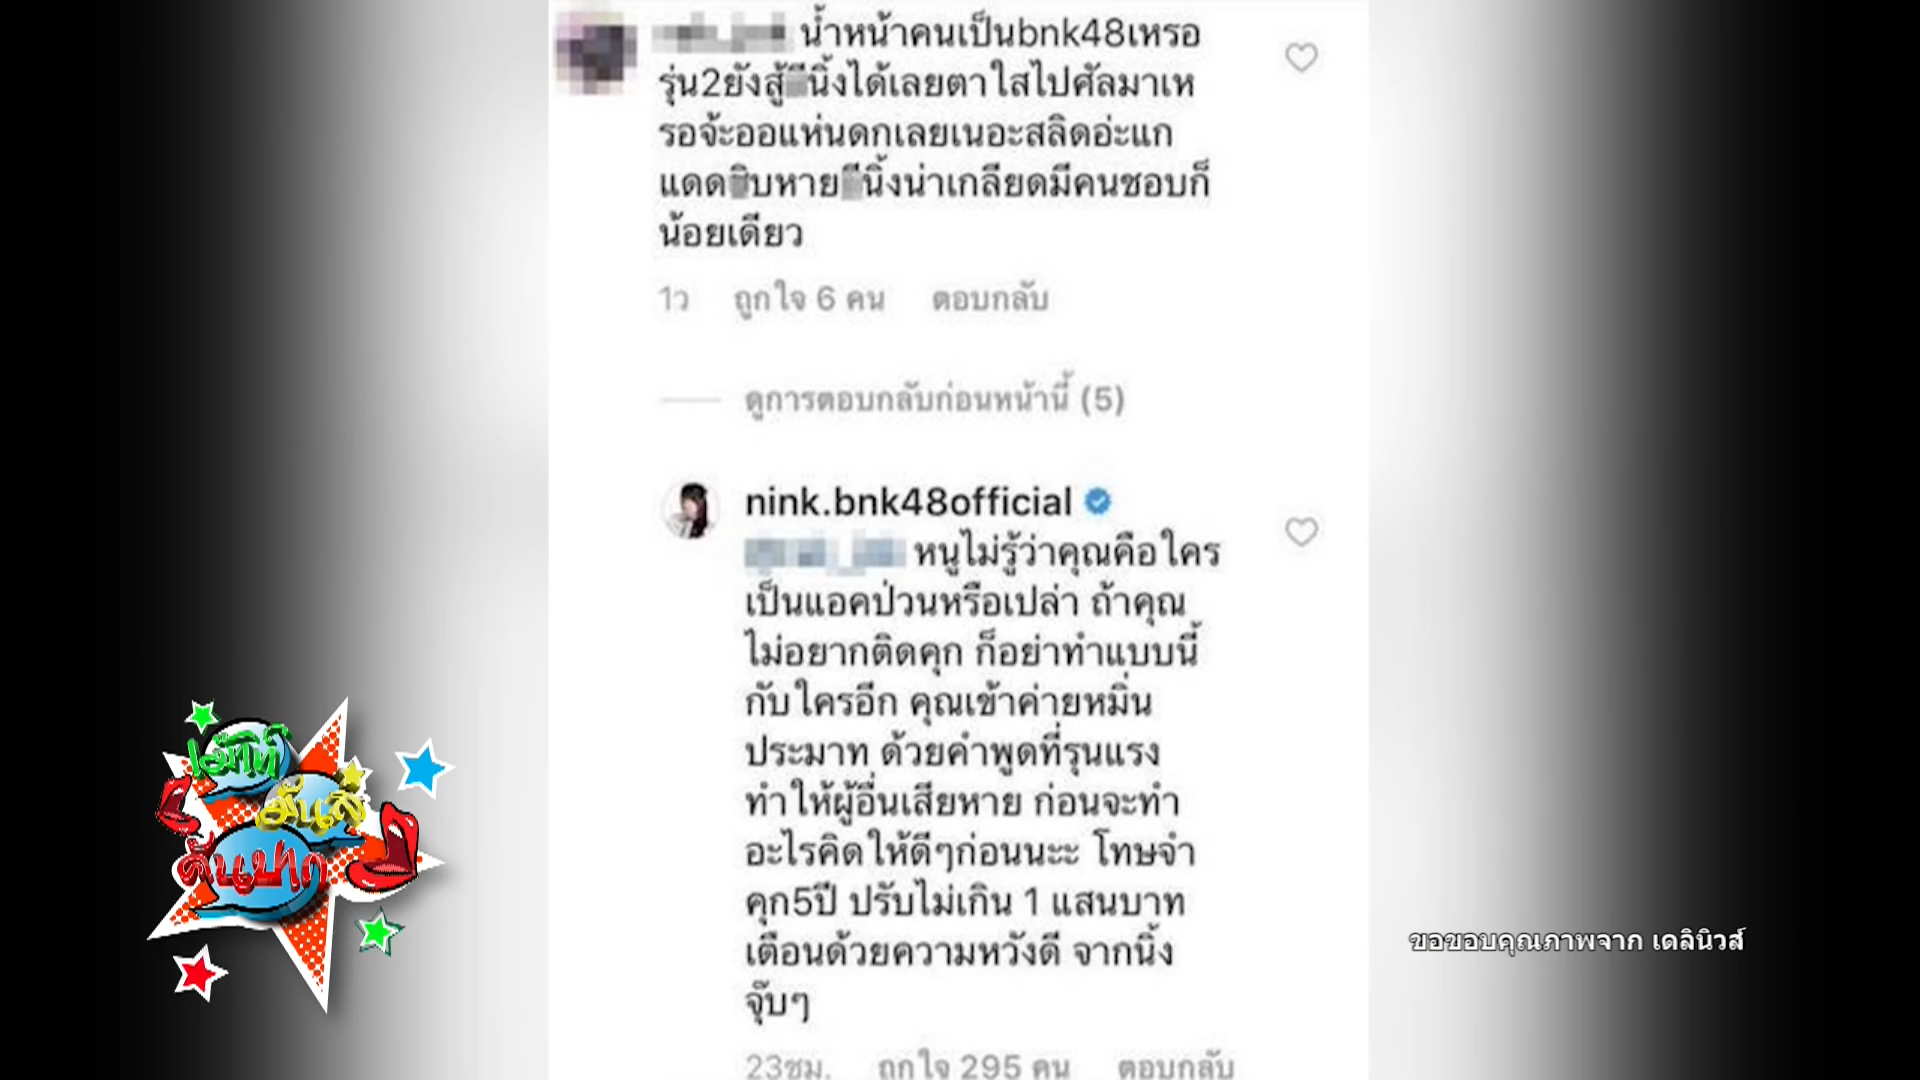 น้ำหน้าคนเป็นbnk48เหรอ
รุ่น2ยังสู้ นิ้งได้เลยตาใสไปศัลมาเห
รอจ้ะออแห่นดกเลยเนอะสลิดอ่ะแก
แดด ิบหาย นิ้งน่าเกลียดมีคนชอบก็
น้อยเดียว
1ว ถูกใจ 6 คน ตอบกลับ
ดูการตอบกลับก่อนหน้านี้ (5)
nink.bnk48official
หนูไม่รู้ว่าคุณคือใคร
เป็นแอคป่วนหรือเปล่า ถ้าคุณ
ไม่อยากติดคุก ก็อย่าทำแบบนี้
กับใครอีก คุณเข้าค่ายหมิ่น
ประมาท ด้วยคำพูดที่รุนแรง
ทำให้ผู้อื่นเสียหาย ก่อนจะทำ
อะไรคิดให้ดีๆก่อนนะะ โทษจำ
คุก5ปี ปรับไม่เกิน 1 แสนบาท
เตือนด้วยความหวังดี จากนิ้ง
จุ๊บๆ
23ชม. ถูกใจ 295 คน ตอบกลับ
เม้าท์
มันส์
คันปาก
ขอขอบคุณภาพจาก เดลินิวส์